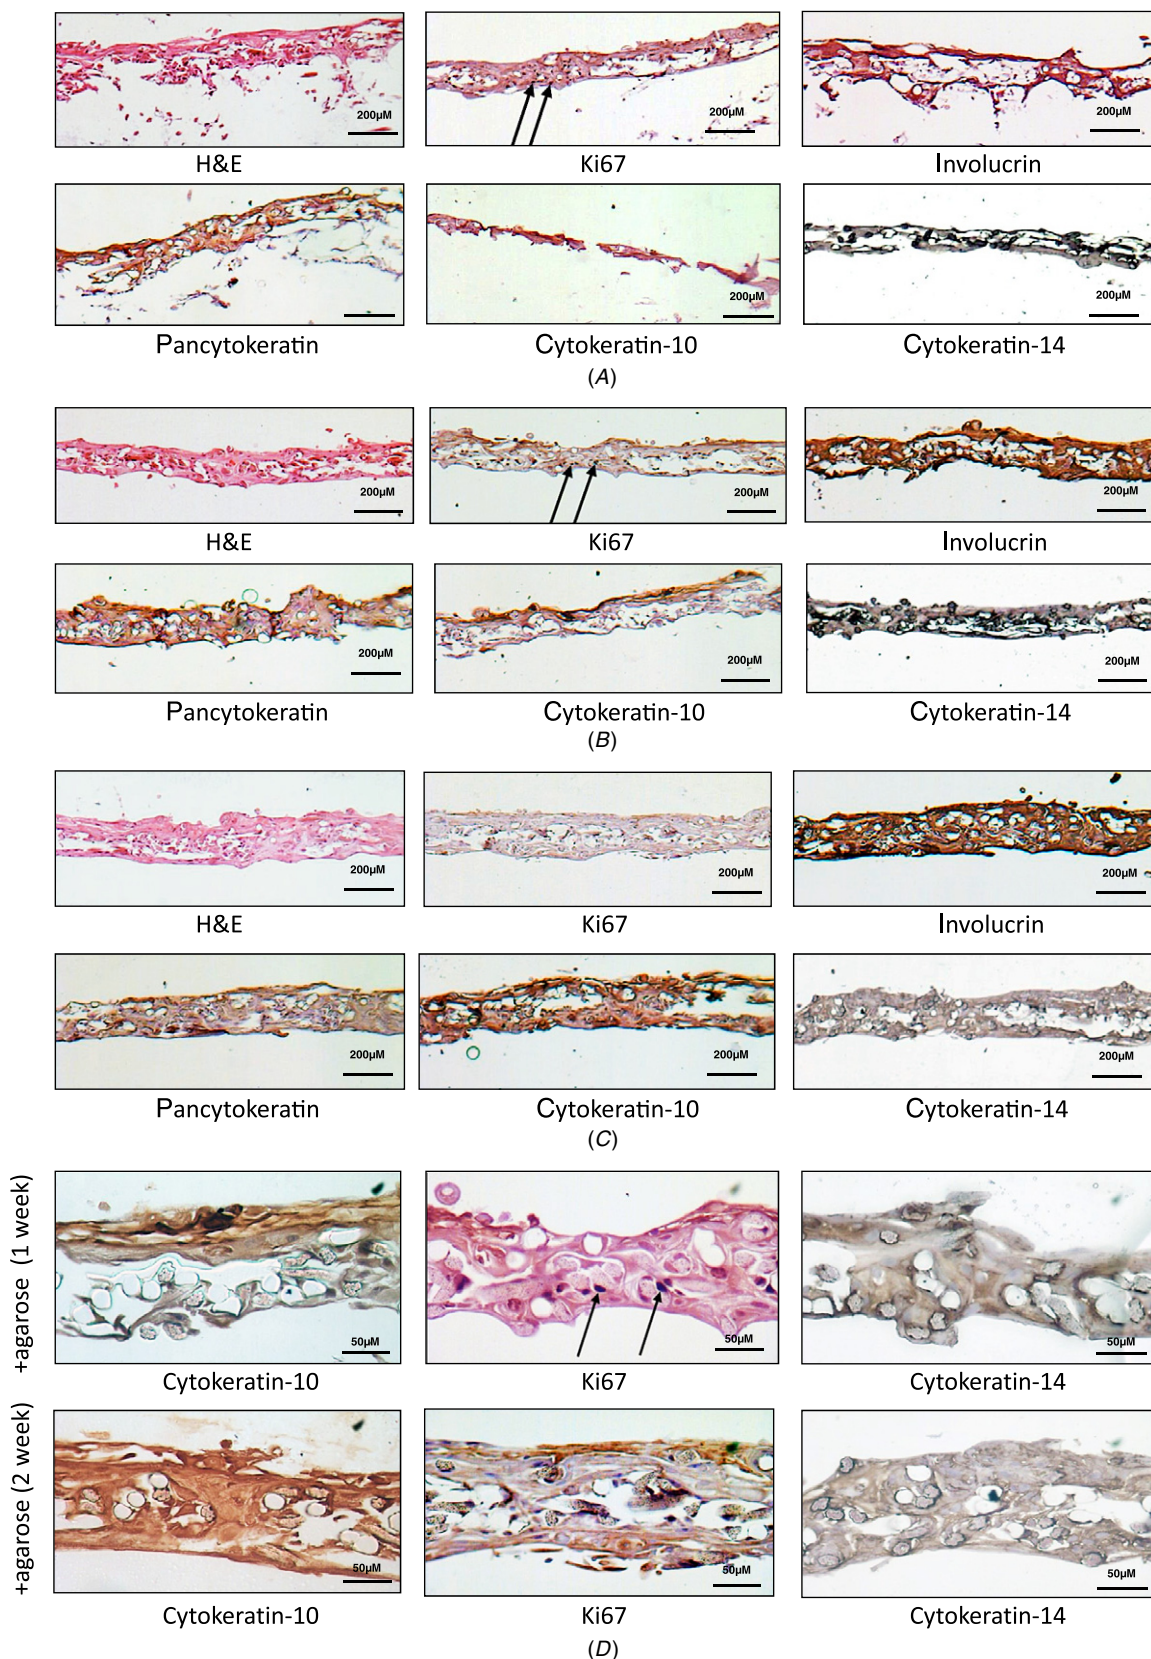 200µM
200µM
200µM
H&E
Ki67
Involucrin
200µM
200µM
Pancytokeratin
Cytokeratin-10
Cytokeratin-14
(A)
200µM
200µM
200µM
H&E
Ki67
Involucrin
200µM
200µM
200µM
Pancytokeratin
Cytokeratin-10
Cytokeratin-14
(B)
200µM
200µM
200µM
H&E
Ki67
Involucrin
200µM
200µM
200µM
Pancytokeratin
Cytokeratin-10
Cytokeratin-14
(C)
+agarose (1 week)
50µM
50µM
50µM
Cytokeratin-10
Ki67
Cytokeratin-14
+agarose (2 week)
50µM
50µM
50µM
Cytokeratin-10
Ki67
Cytokeratin-14
(D)